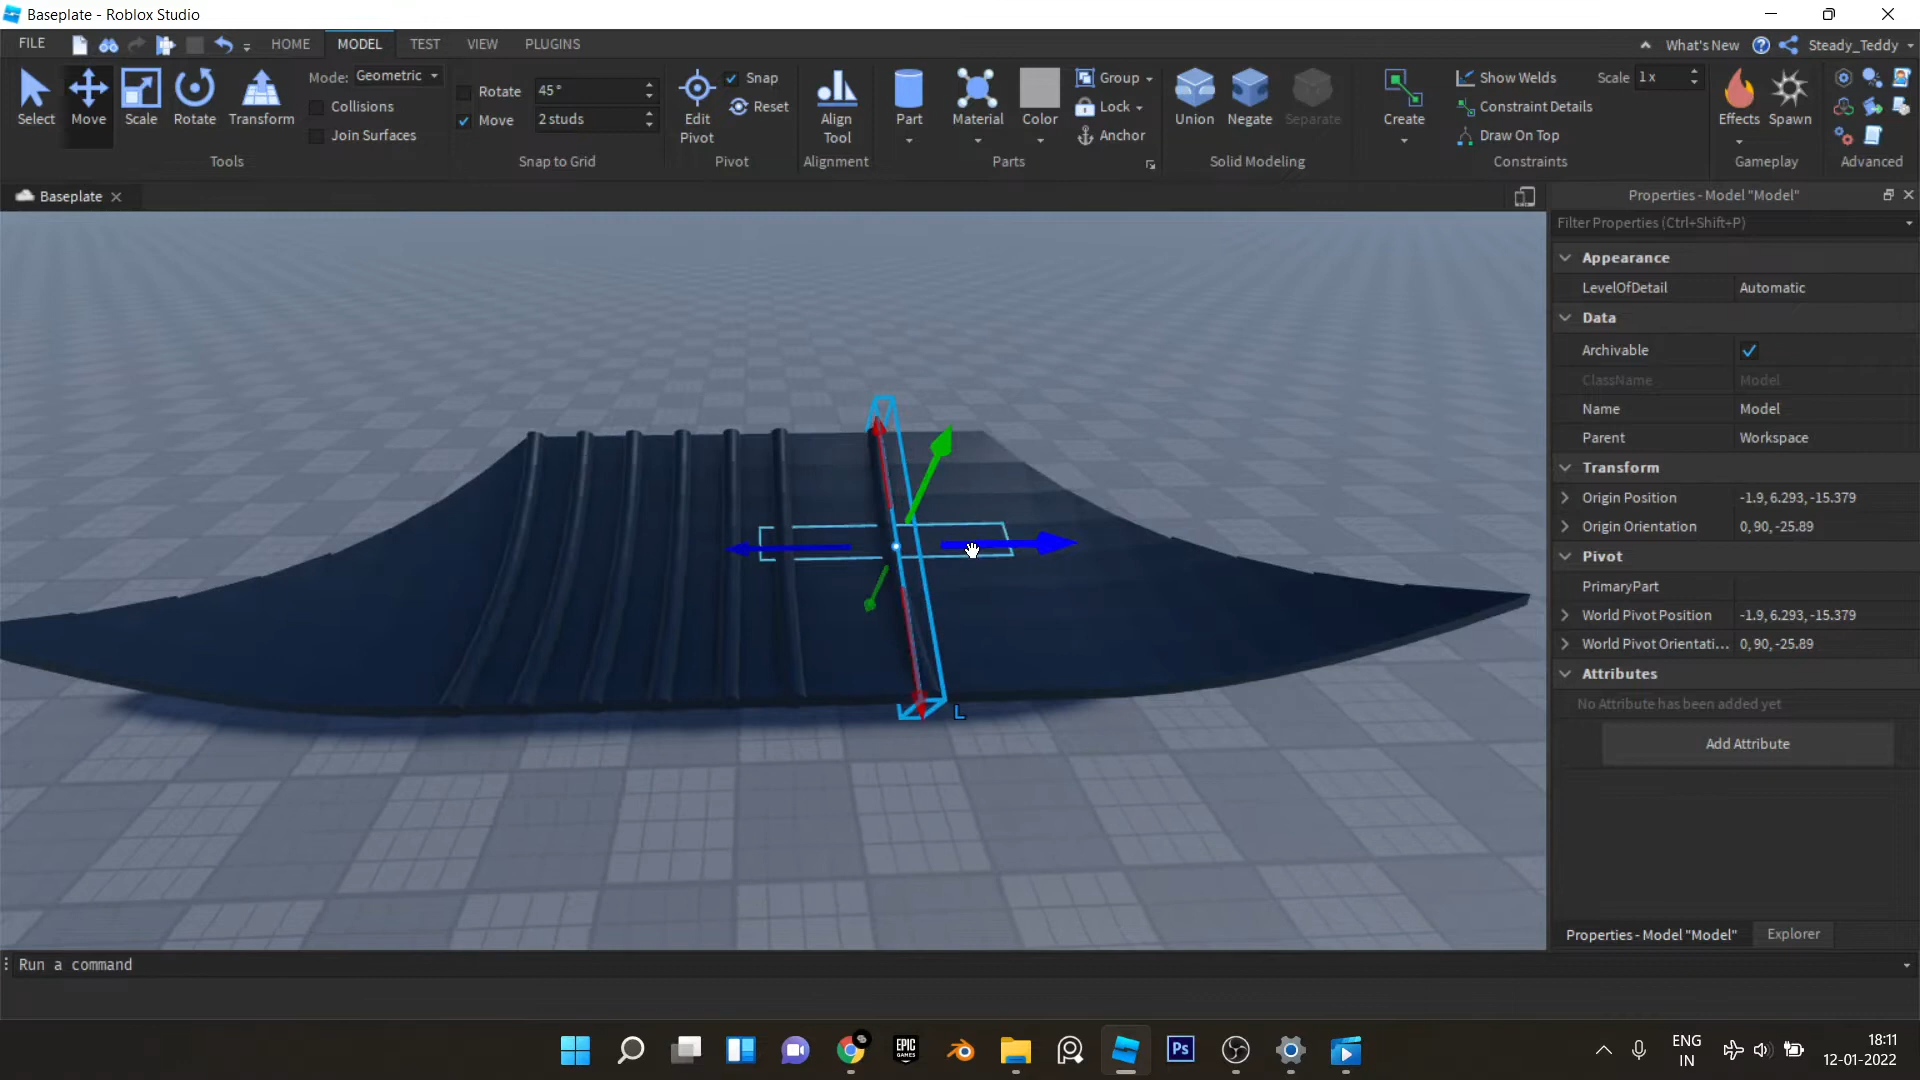 Baseplate - Roblox Studio
FILE
HOME
MODEL
TEST
VIEW
PLUGINS
What's New
Steady_Teddy
Select
Move
Scale
Rotate
Transform
Mode: Geometric
Collisions
Join Surfaces
Tools
Rotate 45°
Move 2 studs
Snap to Grid
Edit Pivot
Snap
Reset
Pivot
Align Tool
Alignment
Part
Material
Color
Group
Lock
Anchor
Parts
Union
Negate
Separate
Solid Modeling
Create
Show Welds
Constraint Details
Draw On Top
Scale 1x
Constraints
Effects
Spawn
Gameplay
Advanced
Baseplate
Properties - Model "Model"
Filter Properties (Ctrl+Shift+P)
Appearance
LevelOfDetail Automatic
Data
Archivable
ClassName Model
Name Model
Parent Workspace
Transform
Origin Position -1.9, 6.293, -15.379
Origin Orientation 0, 90, -25.89
Pivot
PrimaryPart
World Pivot Position -1.9, 6.293, -15.379
World Pivot Orientati... 0, 90, -25.89
Attributes
No Attribute has been added yet
Add Attribute
L
Properties - Model "Model"
Explorer
Run a command
EPIC GAMES
Ps
ENG
IN
18:11
12-01-2022